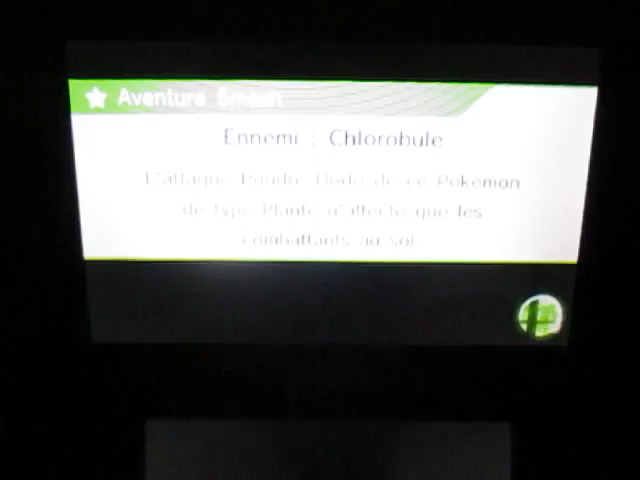 Aventure Smash
Ennemi : Chlorobule
L'attaque Poudre Dodo de ce Pokémon
de type Plante n'affecte que les
combattants au sol.